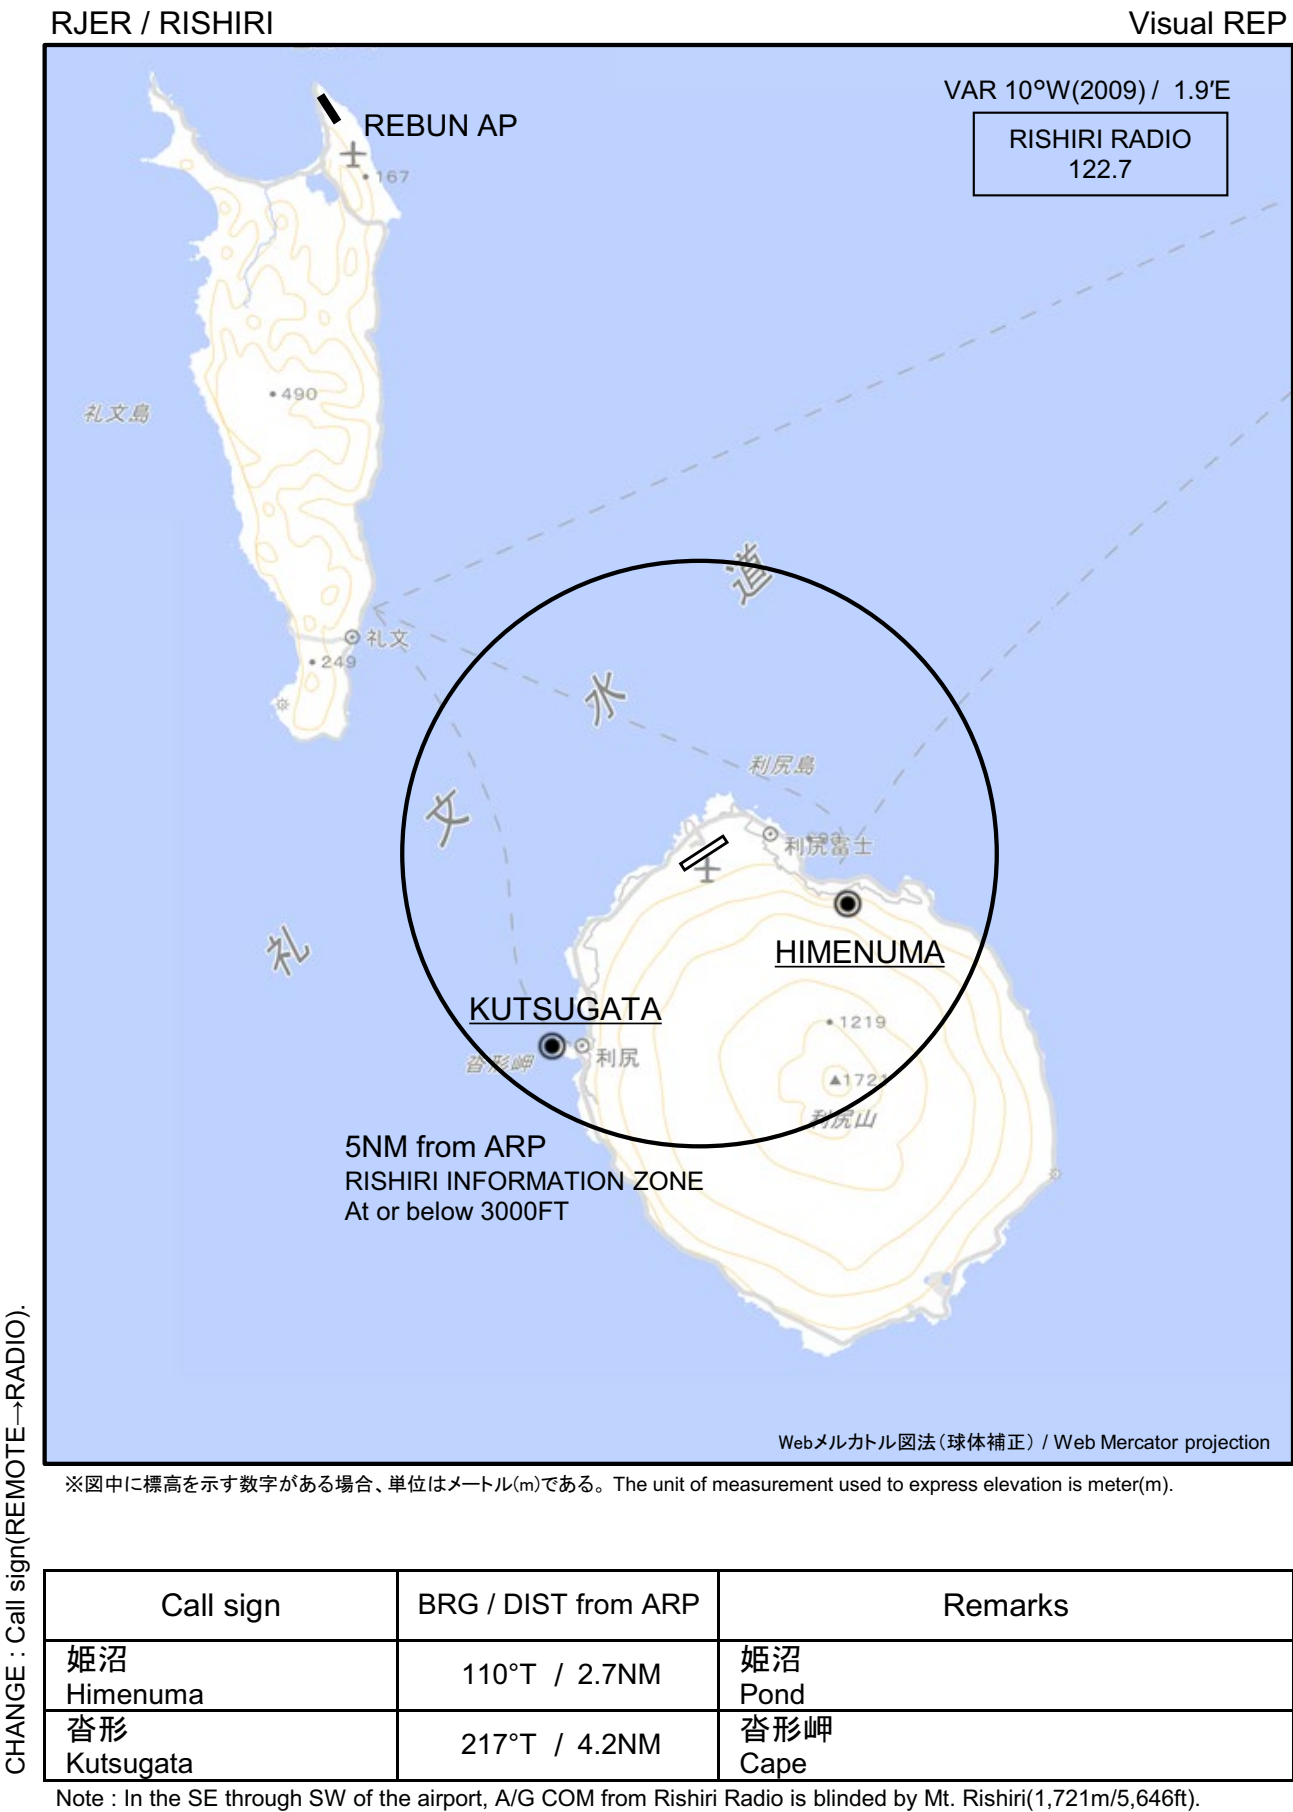 RJER / RISHIRI
Visual REP
VAR 10°W(2009) / 1.9′E
RISHIRI RADIO
122.7
REBUN AP
167
490
礼文島
道
礼文
249
水
利尻島
文
利尻富士
礼
HIMENUMA
KUTSUGATA
1219
沓形岬
利尻
1721
利尻山
5NM from ARP
RISHIRI INFORMATION ZONE
At or below 3000FT
Webメルカトル図法(球体補正) / Web Mercator projection
※図中に標高を示す数字がある場合、単位はメートル(m)である。 The unit of measurement used to express elevation is meter(m).
CHANGE : Call sign(REMOTE→RADIO).
Call sign
BRG / DIST from ARP
Remarks
姫沼
Himenuma
110°T / 2.7NM
姫沼
Pond
沓形
Kutsugata
217°T / 4.2NM
沓形岬
Cape
Note : In the SE through SW of the airport, A/G COM from Rishiri Radio is blinded by Mt. Rishiri(1,721m/5,646ft).